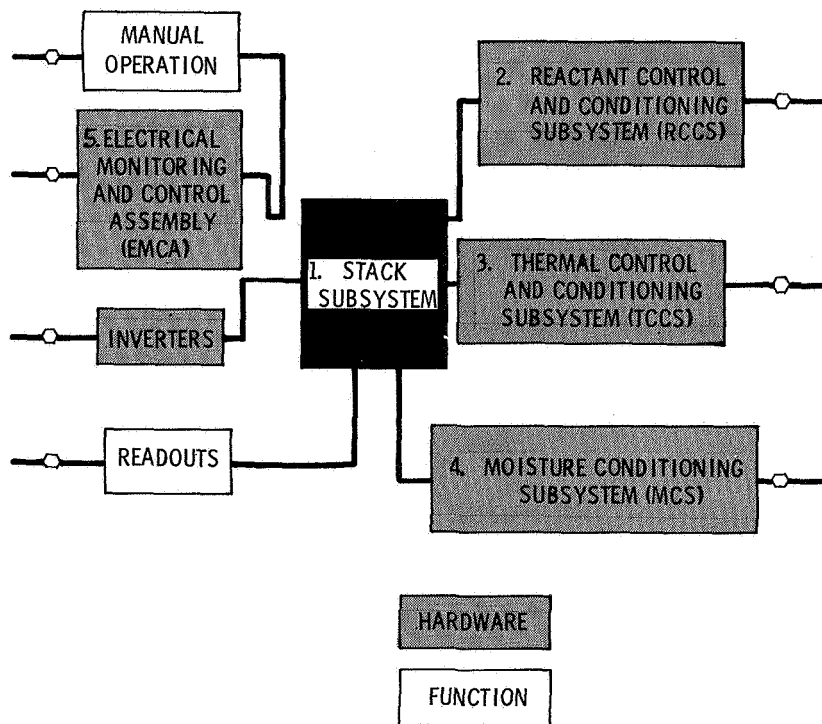 MANUAL
OPERATION
5. ELECTRICAL
MONITORING
AND CONTROL
ASSEMBLY
(EMCA)
INVERTERS
READOUTS
1. STACK
SUBSYSTEM
2. REACTANT CONTROL
AND CONDITIONING
SUBSYSTEM (RCCS)
3. THERMAL CONTROL
AND CONDITIONING
SUBSYSTEM (TCCS)
4. MOISTURE CONDITIONING
SUBSYSTEM (MCS)
HARDWARE
FUNCTION